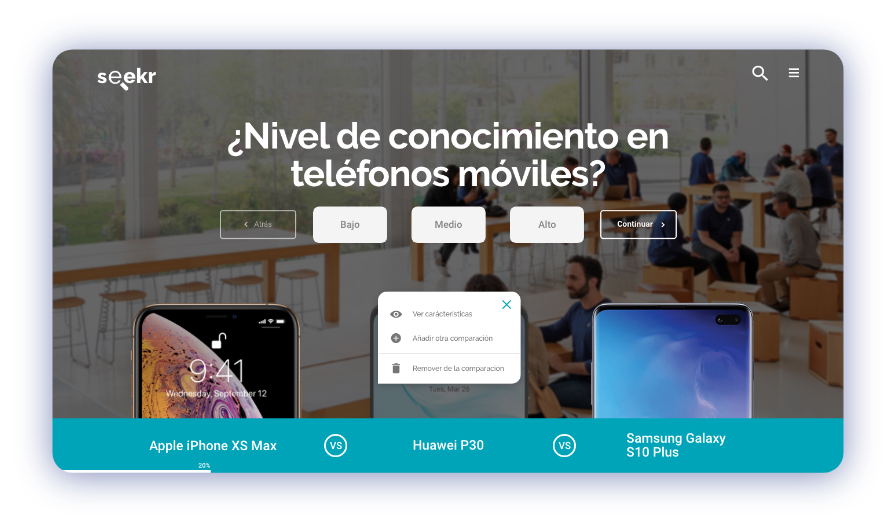 seekr
¿Nivel de conocimiento en
teléfonos móviles?
Atrás
Bajo
Medio
Alto
Continuar
Ver carácteristicas
Añadir otra comparación
Remover de la comparacion
9:41
Wednesday, September 12
Tues, Mar 26
Apple iPhone XS Max
VS
Huawei P30
VS
Samsung Galaxy
S10 Plus
20%